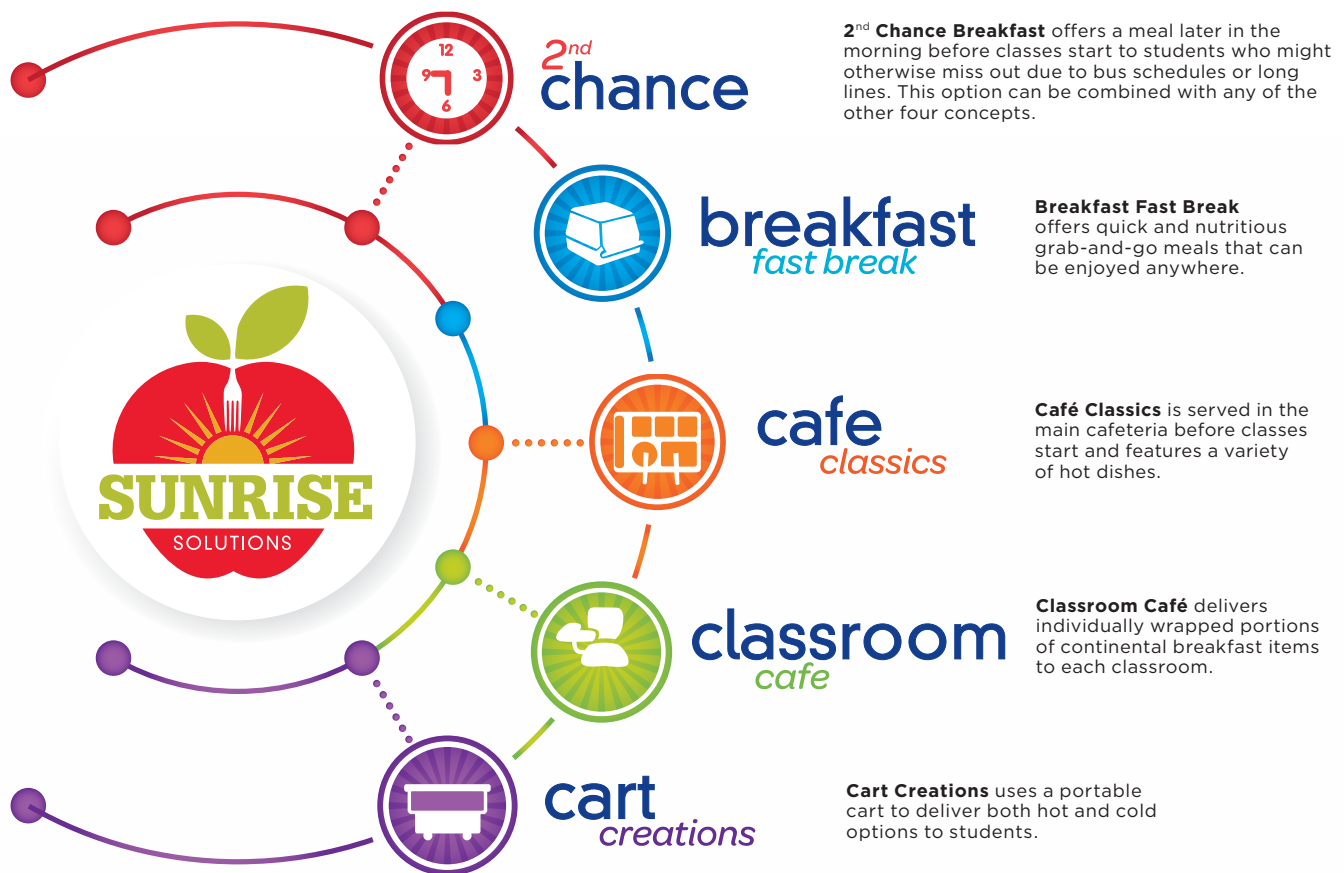 12
9 3
6
2nd
chance
2nd Chance Breakfast offers a meal later in the
morning before classes start to students who might
otherwise miss out due to bus schedules or long
lines. This option can be combined with any of the
other four concepts.
breakfast
fast break
Breakfast Fast Break
offers quick and nutritious
grab-and-go meals that can
be enjoyed anywhere.
SUNRISE
SOLUTIONS
cafe
classics
Café Classics is served in the
main cafeteria before classes
start and features a variety
of hot dishes.
classroom
cafe
Classroom Café delivers
individually wrapped portions
of continental breakfast items
to each classroom.
cart
creations
Cart Creations uses a portable
cart to deliver both hot and cold
options to students.